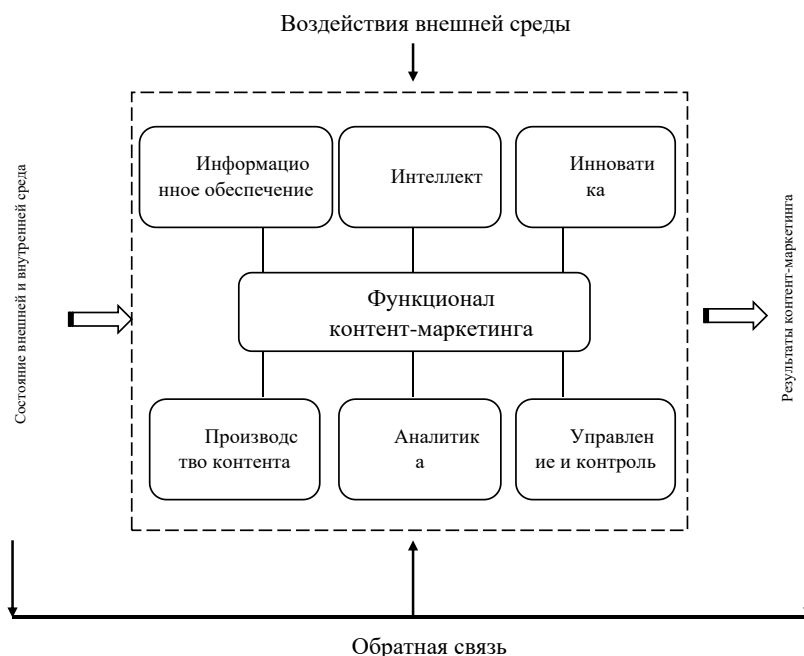 Воздействия внешней среды
Состояние внешней и внутренней среда
Информацио
нное обеспечение
Интеллект
Инновати
ка
Функционал
контент-маркетинга
Производс
тво контента
Аналитик
а
Управлен
ие и контроль
Результаты контент-маркетинга
Обратная связь